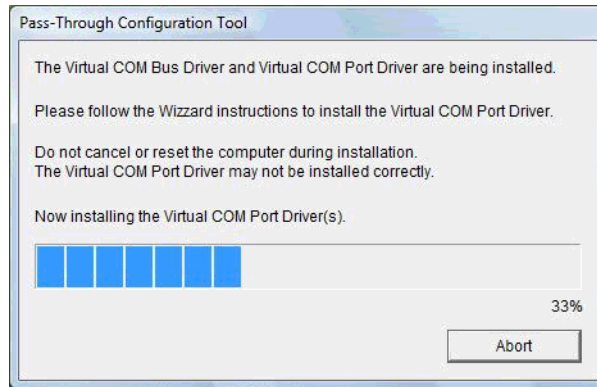 Pass-Through Configuration Tool
The Virtual COM Bus Driver and Virtual COM Port Driver are being installed.
Please follow the Wizzard instructions to install the Virtual COM Port Driver.
Do not cancel or reset the computer during installation.
The Virtual COM Port Driver may not be installed correctly.
Now installing the Virtual COM Port Driver(s).
33%
Abort